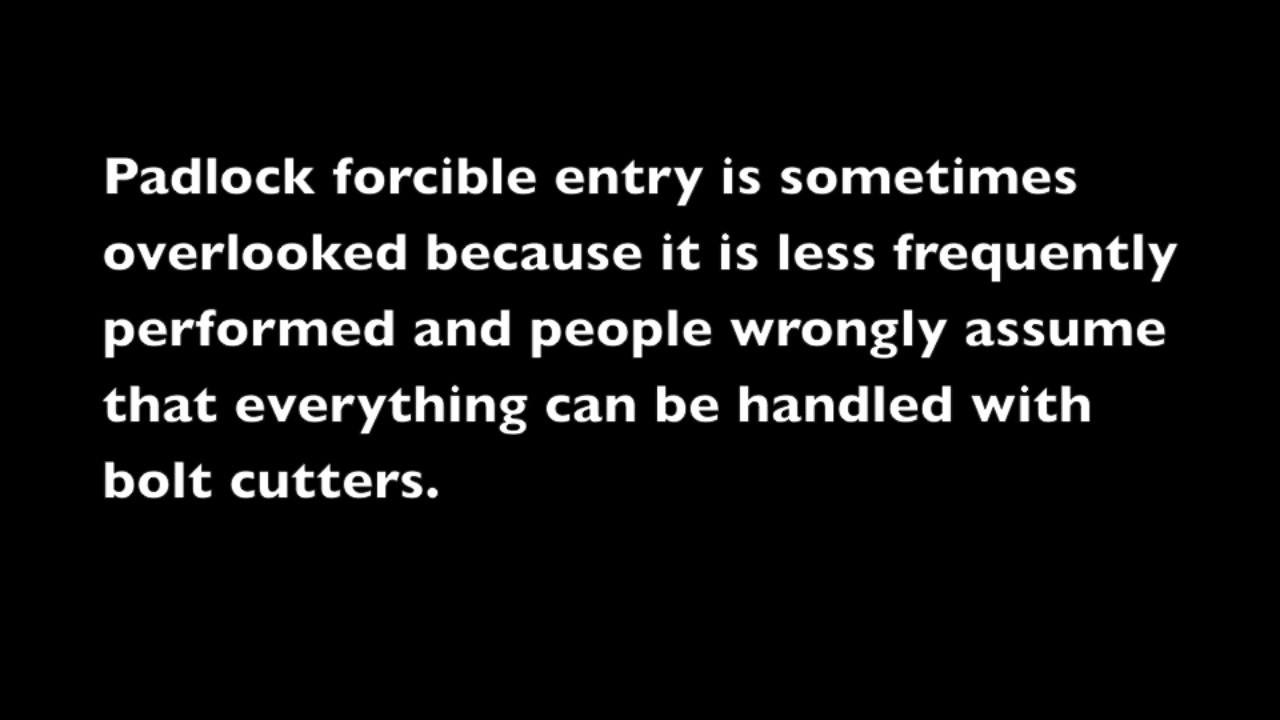 Padlock forcible entry is sometimes
overlooked because it is less frequently
performed and people wrongly assume
that everything can be handled with
bolt cutters.